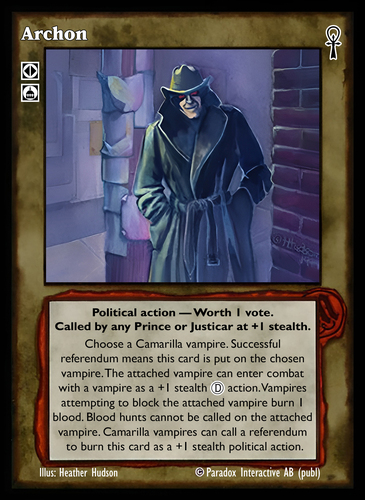 Archon
Political action — Worth 1 vote.
Called by any Prince or Justicar at +1 stealth.
Choose a Camarilla vampire. Successful
referendum means this card is put on the chosen
vampire. The attached vampire can enter combat
with a vampire as a +1 stealth Ⓓ action. Vampires
attempting to block the attached vampire burn 1
blood. Blood hunts cannot be called on the attached
vampire. Camarilla vampires can call a referendum
to burn this card as a +1 stealth political action.
Illus: Heather Hudson © Paradox Interactive AB (publ)